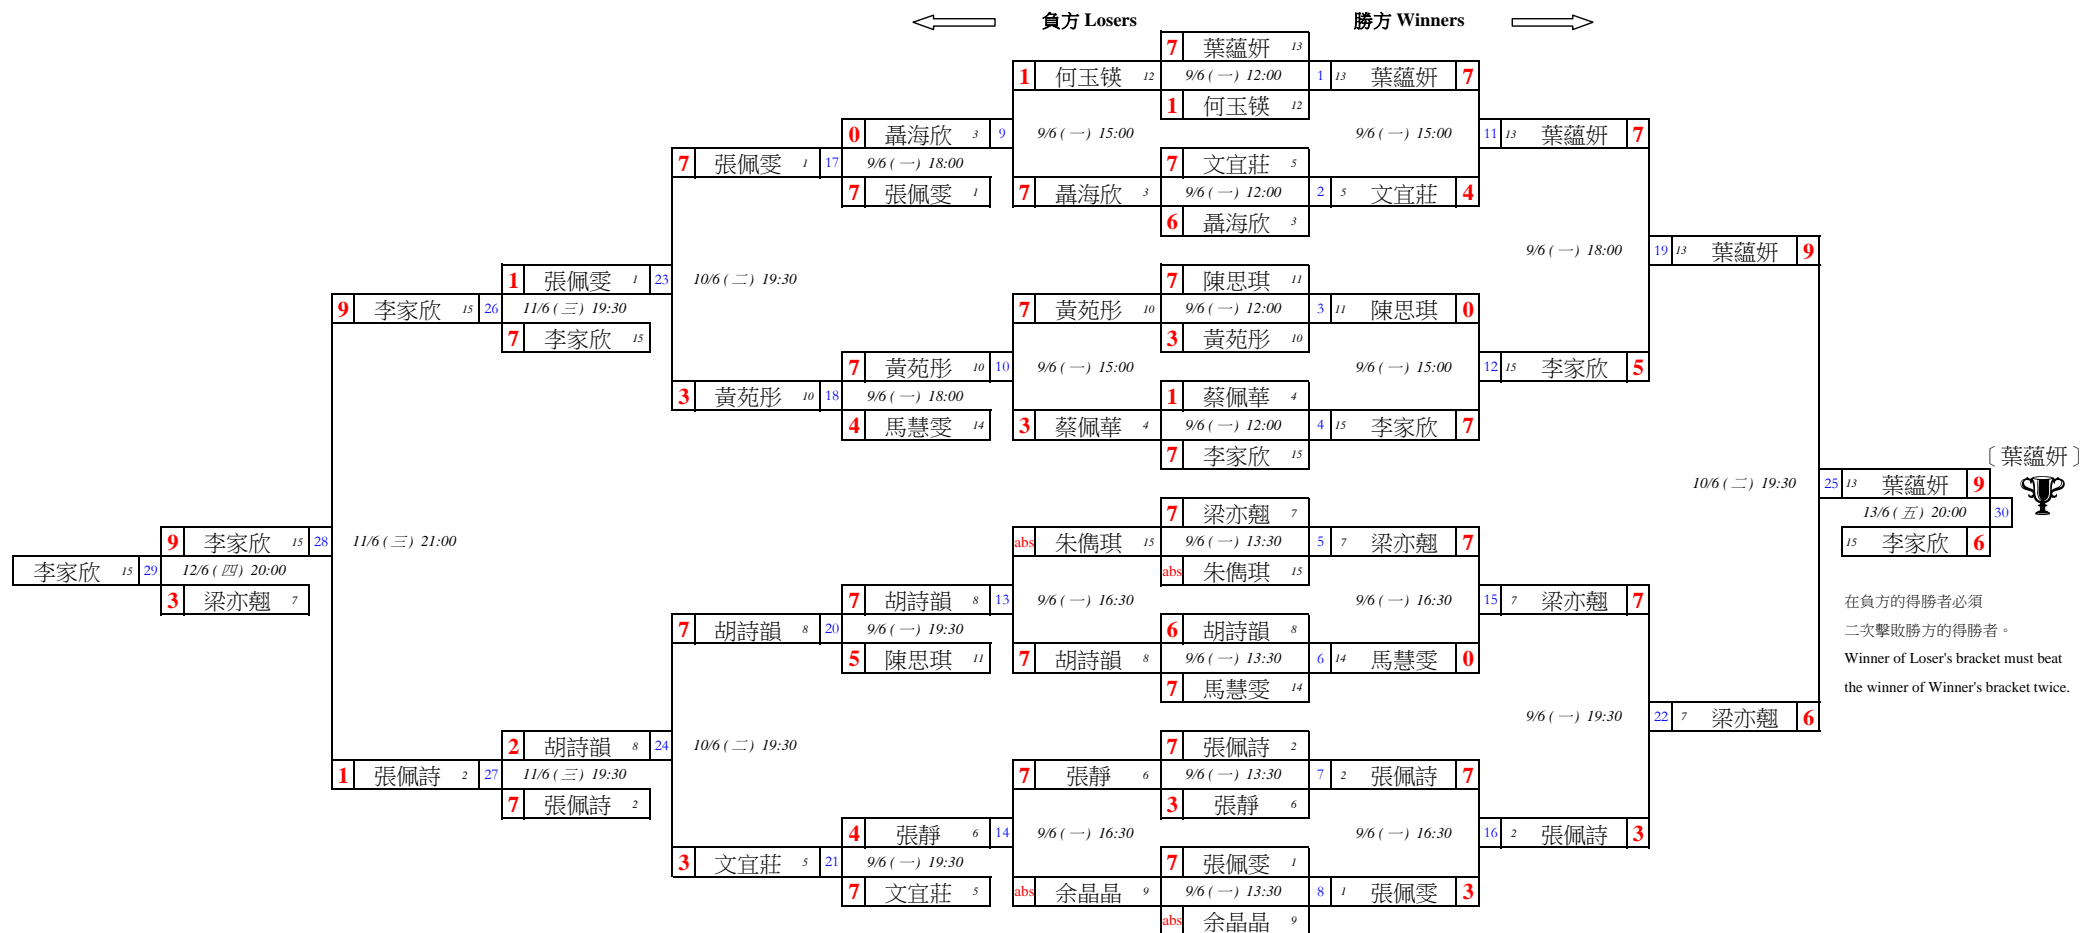 負方 Losers 勝方 Winners
7 葉蘊妍 13
1 何玉锳 12 9/6 ( 一 ) 12:00 1 13 葉蘊妍 7
1 何玉锳 12
0 聶海欣 3 9 9/6 ( 一 ) 15:00 9/6 ( 一 ) 15:00 11 13 葉蘊妍 7
7 張佩雯 1 17 9/6 ( 一 ) 18:00 7 文宜莊 5
7 張佩雯 1 7 聶海欣 3 9/6 ( 一 ) 12:00 2 5 文宜莊 4
6 聶海欣 3
9/6 ( 一 ) 18:00 19 13 葉蘊妍 9
1 張佩雯 1 23 10/6 ( 二 ) 19:30 7 陳思琪 11
9 李家欣 15 26 11/6 ( 三 ) 19:30 7 黃苑彤 10 9/6 ( 一 ) 12:00 3 11 陳思琪 0
7 李家欣 15 3 黃苑彤 10
7 黃苑彤 10 10 9/6 ( 一 ) 15:00 9/6 ( 一 ) 15:00 12 15 李家欣 5
3 黃苑彤 10 18 9/6 ( 一 ) 18:00 1 蔡佩華 4
4 馬慧雯 14 3 蔡佩華 4 9/6 ( 一 ) 12:00 4 15 李家欣 7
7 李家欣 15
〔 葉蘊妍 〕
10/6 ( 二 ) 19:30 25 13 葉蘊妍 9
7 梁亦翹 7 13/6 ( 五 ) 20:00 30
9 李家欣 15 28 11/6 ( 三 ) 21:00 abs 朱儁琪 15 9/6 ( 一 ) 13:30 5 7 梁亦翹 7 15 李家欣 6
李家欣 15 29 12/6 ( 四 ) 20:00 abs 朱儁琪 15
3 梁亦翹 7 7 胡詩韻 8 13 9/6 ( 一 ) 16:30 9/6 ( 一 ) 16:30 15 7 梁亦翹 7
在負方的得勝者必須
7 胡詩韻 8 20 9/6 ( 一 ) 19:30 6 胡詩韻 8
二次擊敗勝方的得勝者。
5 陳思琪 11 7 胡詩韻 8 9/6 ( 一 ) 13:30 6 14 馬慧雯 0
Winner of Loser's bracket must beat
7 馬慧雯 14
the winner of Winner's bracket twice.
9/6 ( 一 ) 19:30 22 7 梁亦翹 6
2 胡詩韻 8 24 10/6 ( 二 ) 19:30 7 張佩詩 2
1 張佩詩 2 27 11/6 ( 三 ) 19:30 7 張靜 6 9/6 ( 一 ) 13:30 7 2 張佩詩 7
7 張佩詩 2 3 張靜 6
4 張靜 6 14 9/6 ( 一 ) 16:30 9/6 ( 一 ) 16:30 16 2 張佩詩 3
3 文宜莊 5 21 9/6 ( 一 ) 19:30 7 張佩雯 1
7 文宜莊 5 abs 余晶晶 9 9/6 ( 一 ) 13:30 8 1 張佩雯 3
abs 余晶晶 9